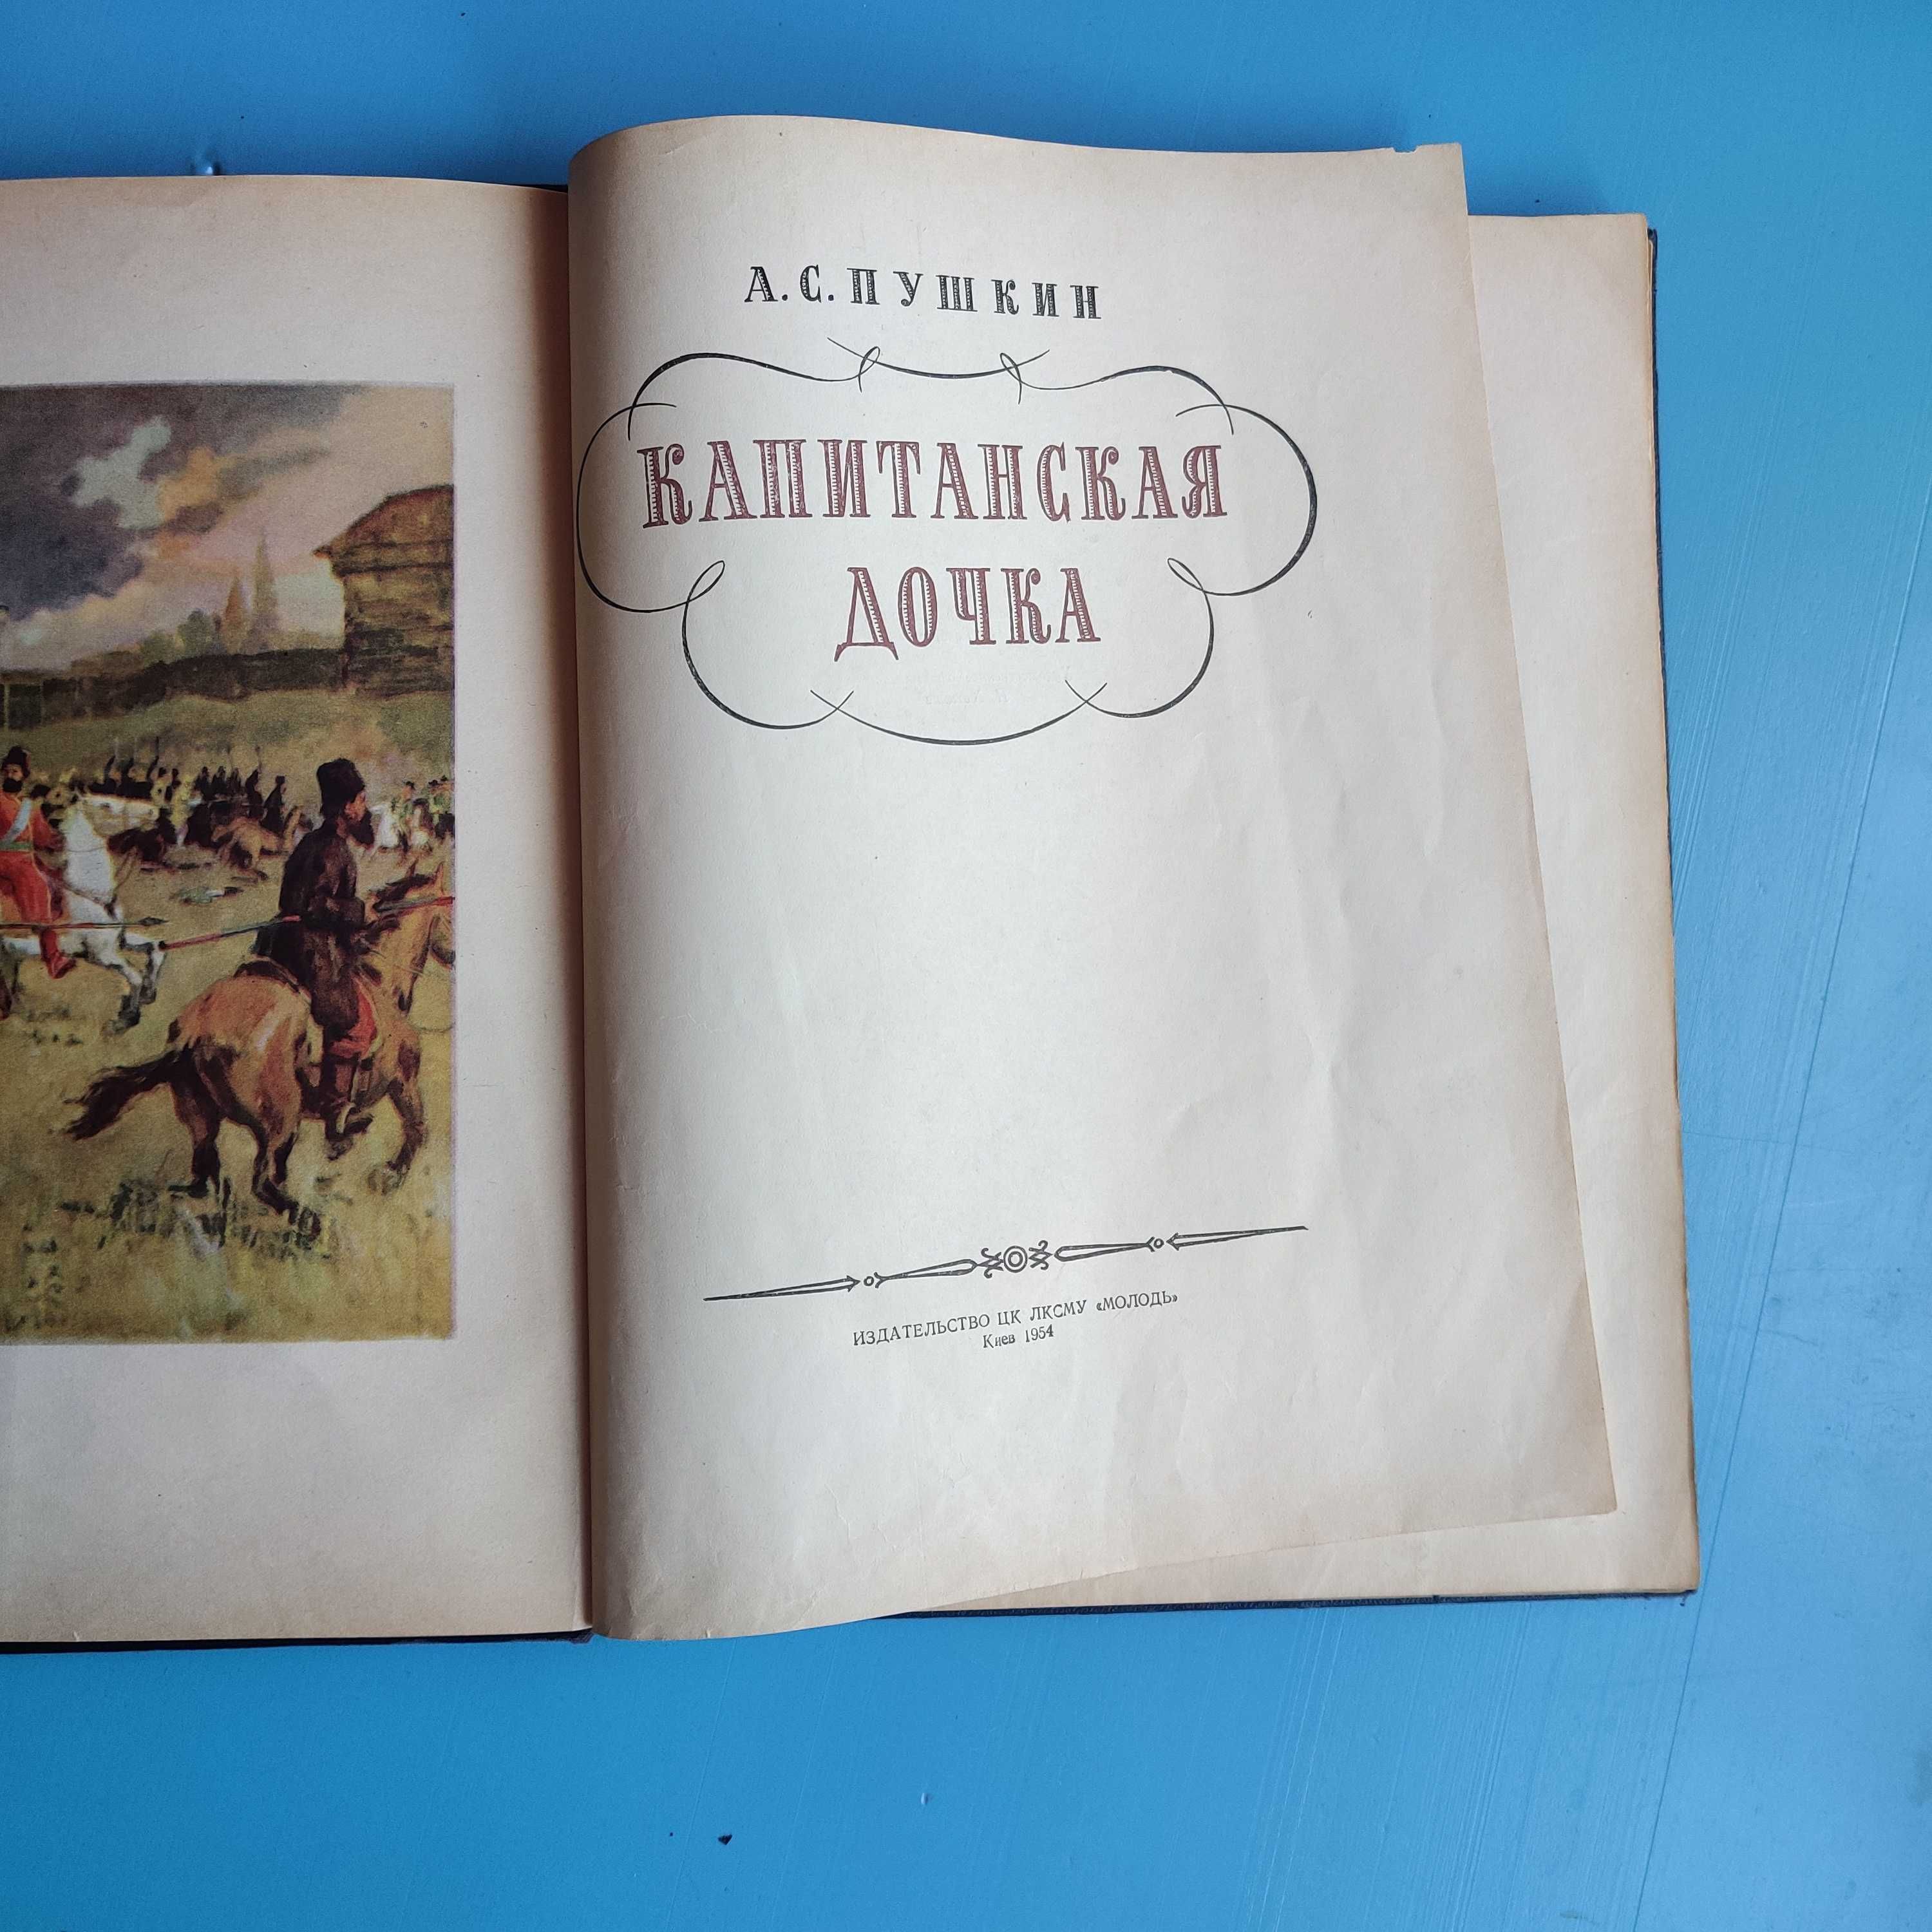 А. С. ПУШКИН
КАПИТАНСКАЯ
ДОЧКА
ИЗДАТЕЛЬСТВО ЦК ЛКСМУ «МОЛОДЬ»
Киев 1954